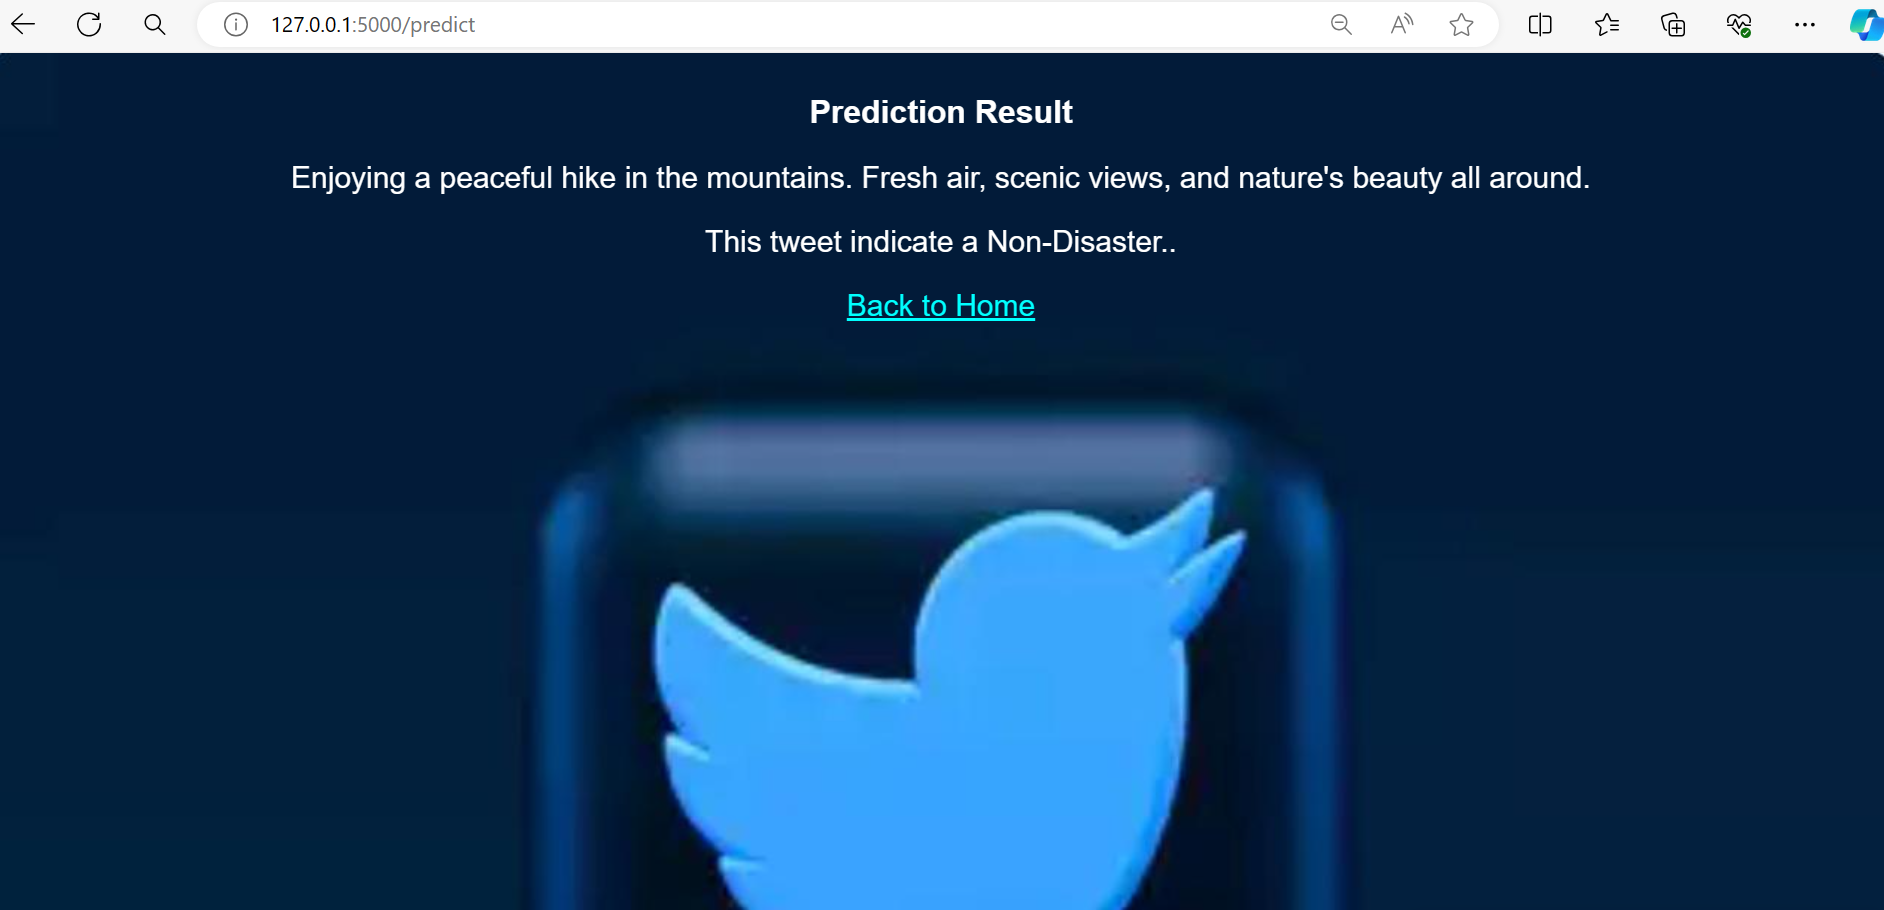 127.0.0.1:5000/predict
Prediction Result
Enjoying a peaceful hike in the mountains. Fresh air, scenic views, and nature's beauty all around.
This tweet indicate a Non-Disaster..
Back to Home